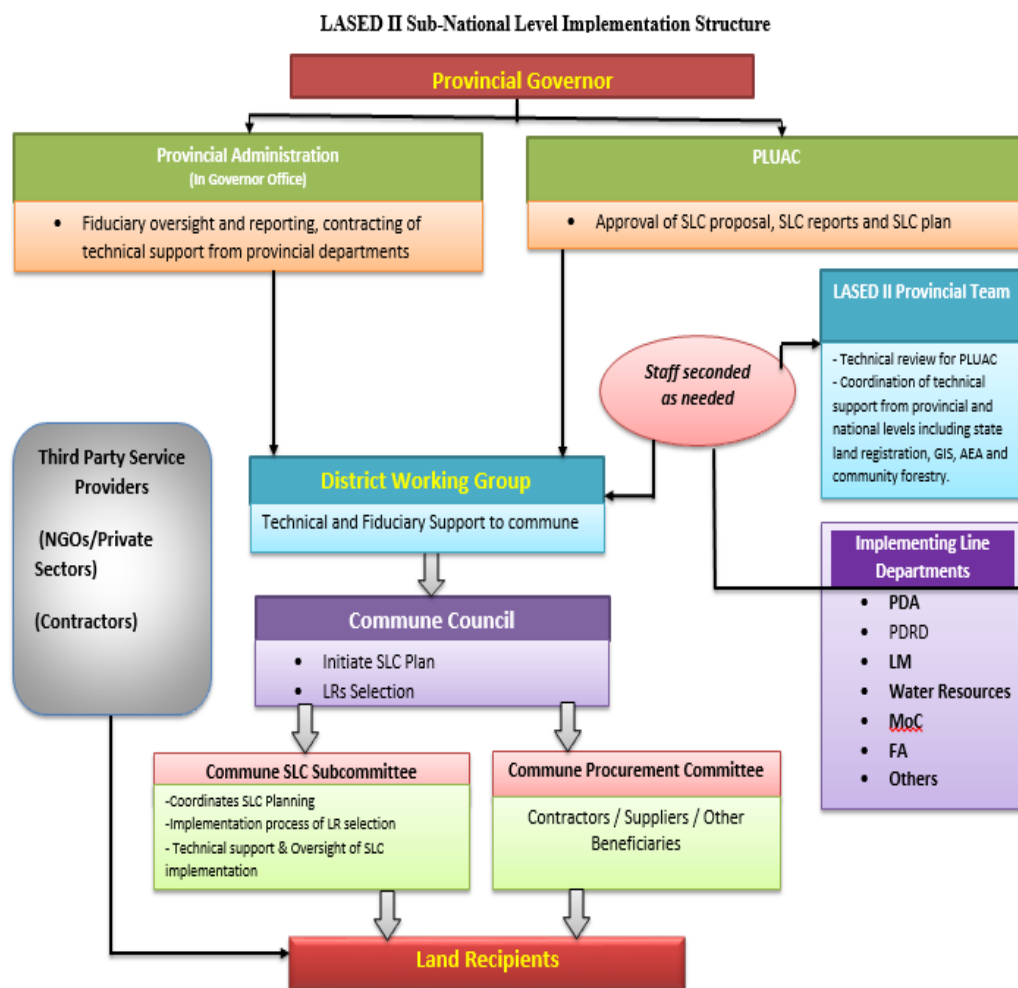 LASED II Sub-National Level Implementation Structure
Provincial Governor
Provincial Administration
(In Governor Office)
• Fiduciary oversight and reporting, contracting of
technical support from provincial departments
PLUAC
• Approval of SLC proposal, SLC reports and SLC plan
LASED II Provincial Team
- Technical review for PLUAC
- Coordination of technical
support from provincial and
national levels including state
land registration, GIS, AEA and
community forestry.
Staff seconded
as needed
Third Party Service
Providers
(NGOs/Private
Sectors)
(Contractors)
District Working Group
Technical and Fiduciary Support to commune
Implementing Line
Departments
• PDA
• PDRD
• LM
• Water Resources
• MoC
• FA
• Others
Commune Council
• Initiate SLC Plan
• LRs Selection
Commune SLC Subcommittee
-Coordinates SLC Planning
-Implementation process of LR selection
- Technical support & Oversight of SLC
implementation
Commune Procurement Committee
Contractors / Suppliers / Other
Beneficiaries
Land Recipients